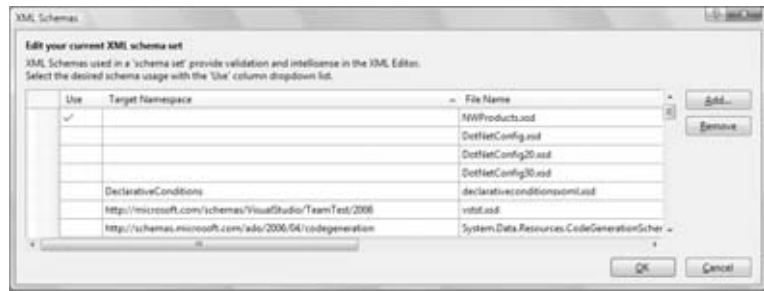 XML Schemas
Edit your current XML schema set
XML Schemas used in a 'schema set' provide validation and intellisense in the XML Editor.
Select the desired schema usage with the 'Use' column dropdown list.
Use Target Namespace File Name
NWProducts.xsd
DotNetConfig.xsd
DotNetConfig20.xsd
DotNetConfig30.xsd
DeclarativeConditions declarativeconditionsxoml.xsd
http://microsoft.com/schemas/VisualStudio/TeamTest/2006 vstst.xsd
http://schemas.microsoft.com/ado/2006/04/codegeneration System.Data.Resources.CodeGenerationScher
Add...
Remove
OK Cancel